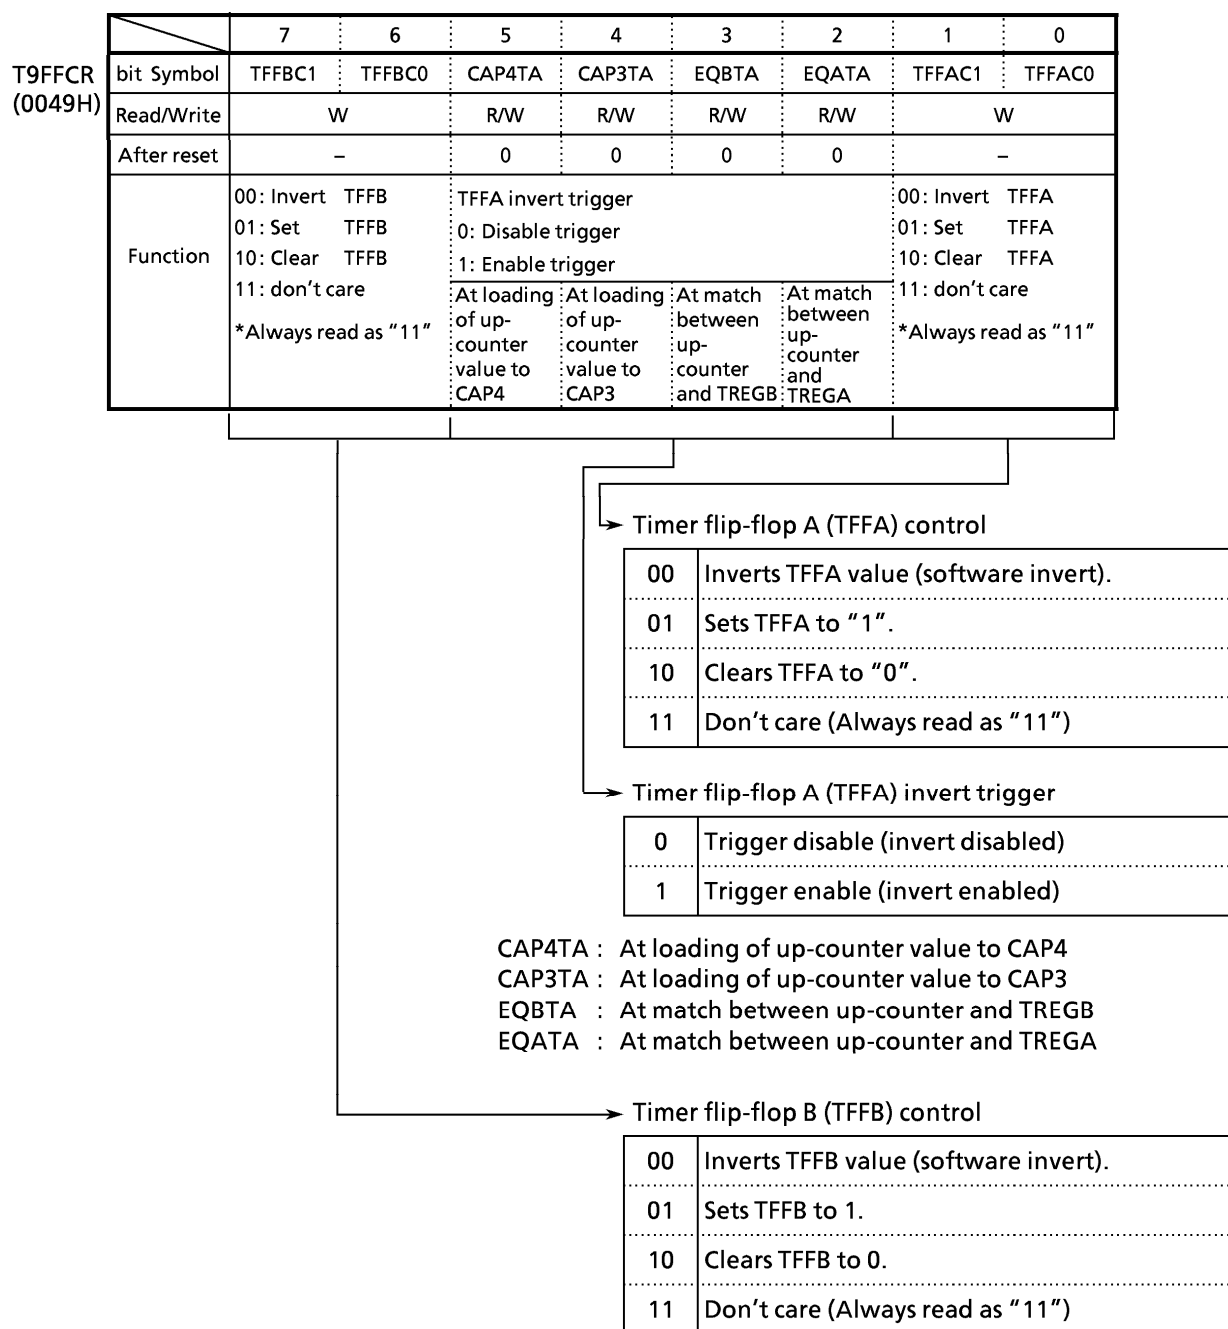 7 6 5 4 3 2 1 0
T9FFCR
(0049H)
bit Symbol TFFBC1 TFFBC0 CAP4TA CAP3TA EQBTA EQATA TFFAC1 TFFAC0
Read/Write W R/W R/W R/W R/W W
After reset – 0 0 0 0 –
Function
00: Invert TFFB
01: Set TFFB
10: Clear TFFB
11: don't care
*Always read as "11"
TFFA invert trigger
0: Disable trigger
1: Enable trigger
At loading
of up-
counter
value to
CAP4
At loading
of up-
counter
value to
CAP3
At match
between
up-
counter
and TREGB
At match
between
up-
counter
and
TREGA
00: Invert TFFA
01: Set TFFA
10: Clear TFFA
11: don't care
*Always read as "11"
Timer flip-flop A (TFFA) control
00 Inverts TFFA value (software invert).
01 Sets TFFA to "1".
10 Clears TFFA to "0".
11 Don't care (Always read as "11")
Timer flip-flop A (TFFA) invert trigger
0 Trigger disable (invert disabled)
1 Trigger enable (invert enabled)
CAP4TA : At loading of up-counter value to CAP4
CAP3TA : At loading of up-counter value to CAP3
EQBTA : At match between up-counter and TREGB
EQATA : At match between up-counter and TREGA
Timer flip-flop B (TFFB) control
00 Inverts TFFB value (software invert).
01 Sets TFFB to 1.
10 Clears TFFB to 0.
11 Don't care (Always read as "11")